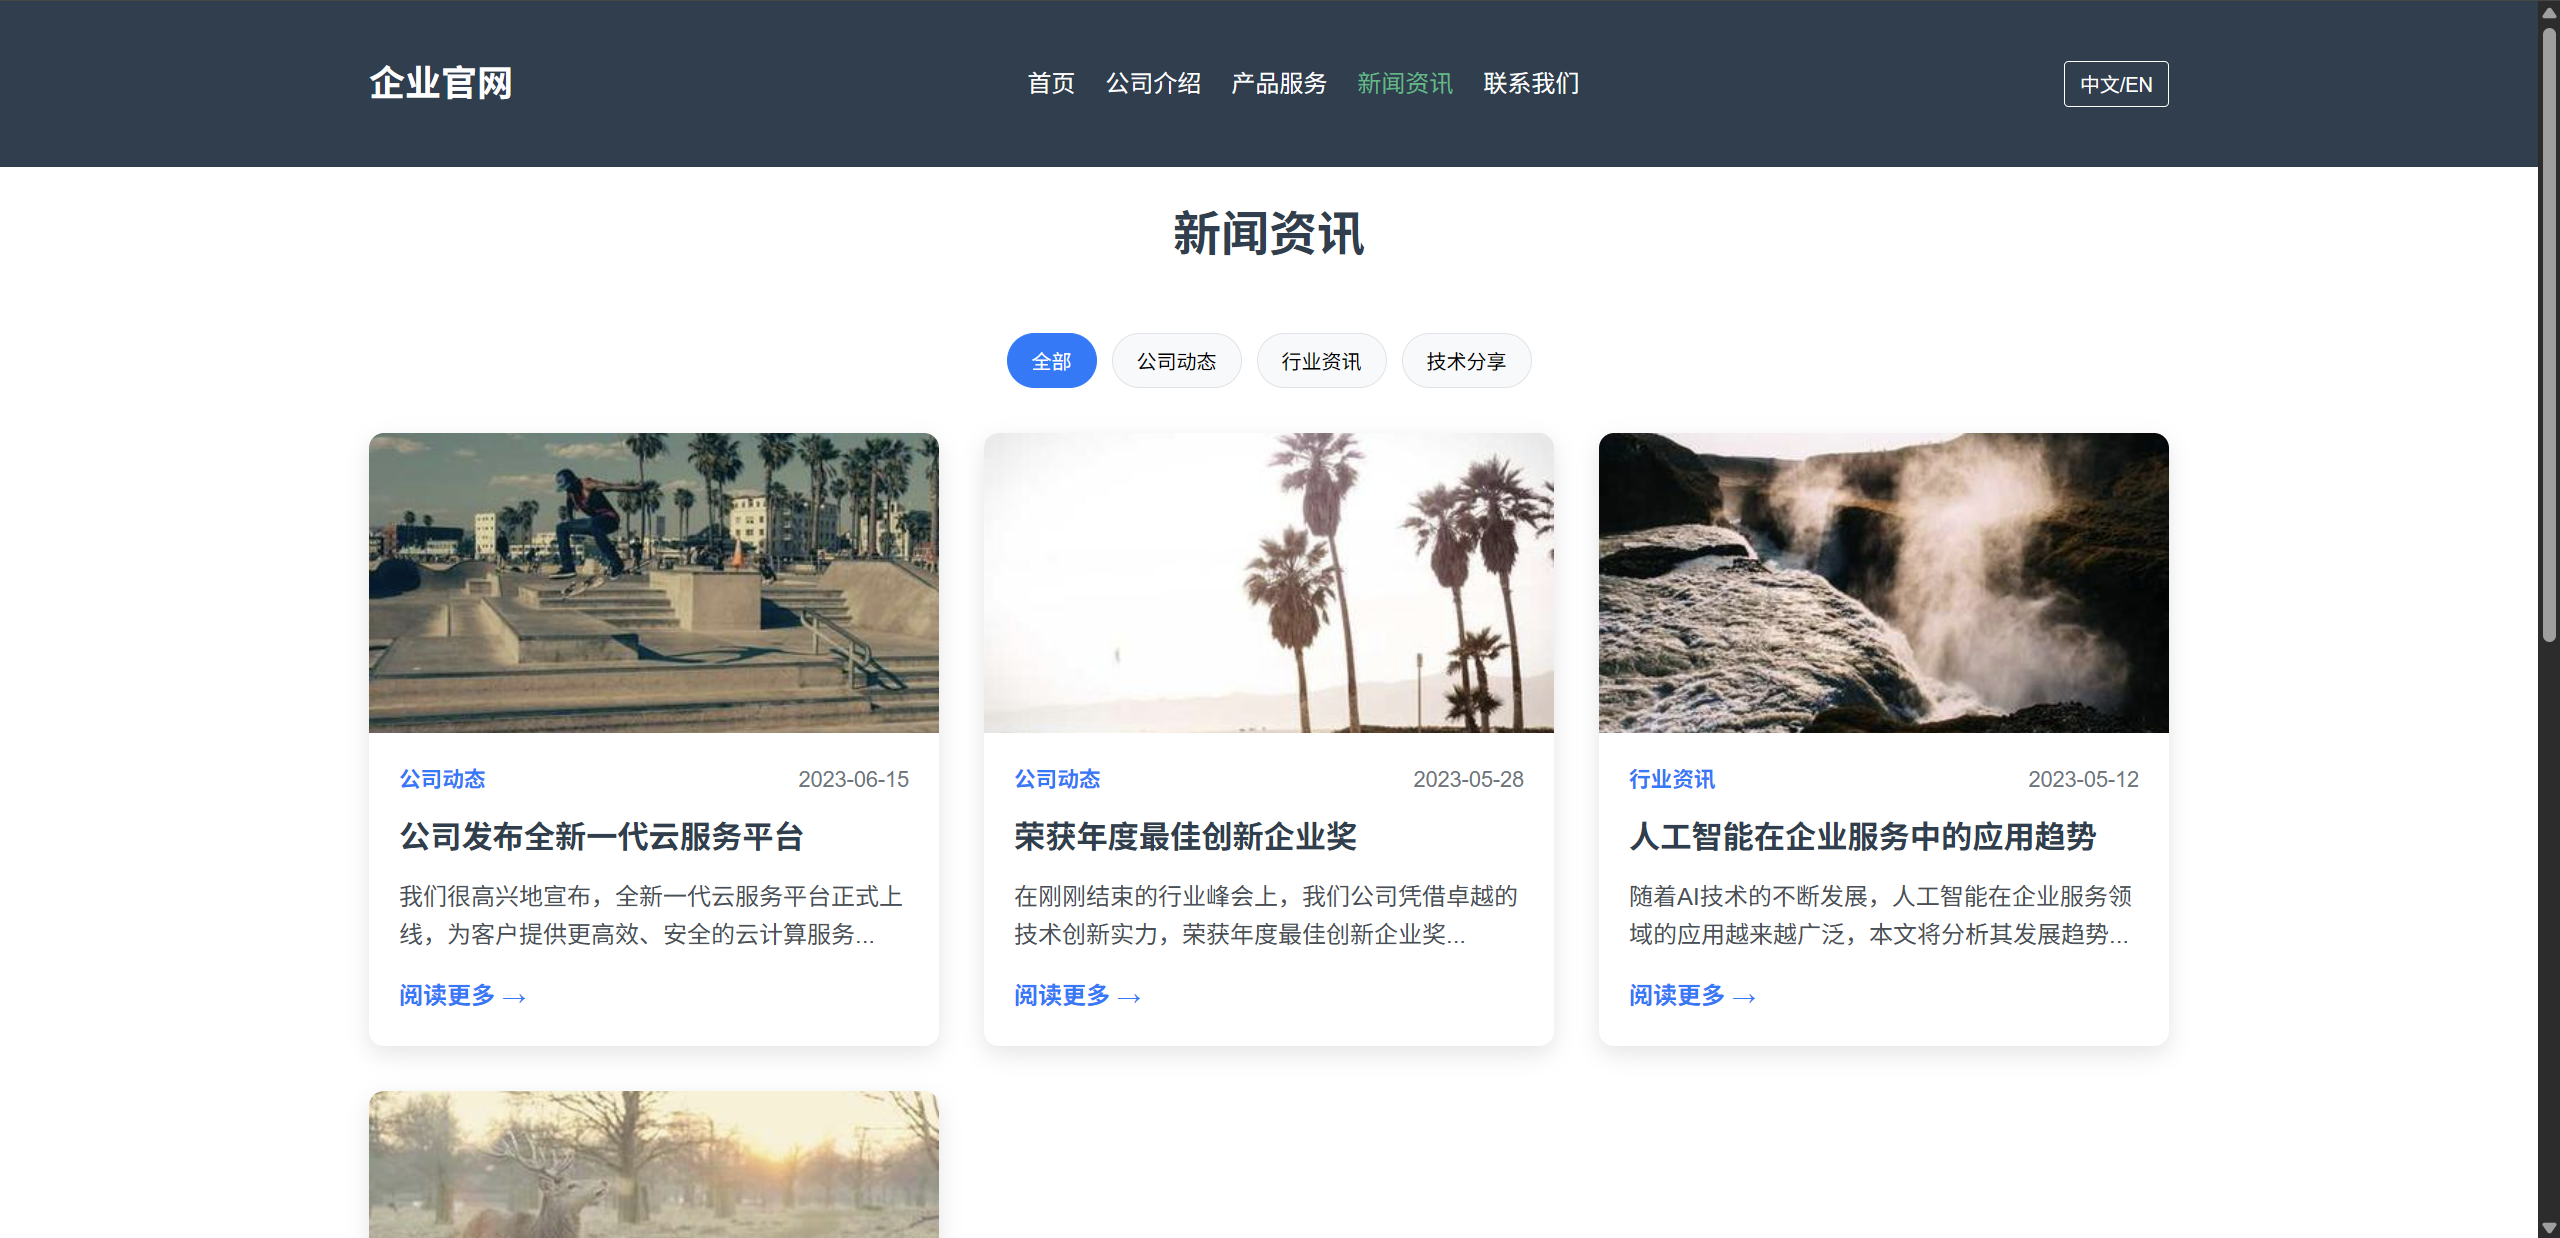 企业官网
首页 公司介绍 产品服务 新闻资讯 联系我们
中文/EN
新闻资讯
全部 公司动态 行业资讯 技术分享
公司动态 2023-06-15
公司发布全新一代云服务平台
我们很高兴地宣布，全新一代云服务平台正式上
线，为客户提供更高效、安全的云计算服务...
阅读更多 →
公司动态 2023-05-28
荣获年度最佳创新企业奖
在刚刚结束的行业峰会上，我们公司凭借卓越的
技术创新实力，荣获年度最佳创新企业奖...
阅读更多 →
行业资讯 2023-05-12
人工智能在企业服务中的应用趋势
随着AI技术的不断发展，人工智能在企业服务领
域的应用越来越广泛，本文将分析其发展趋势...
阅读更多 →